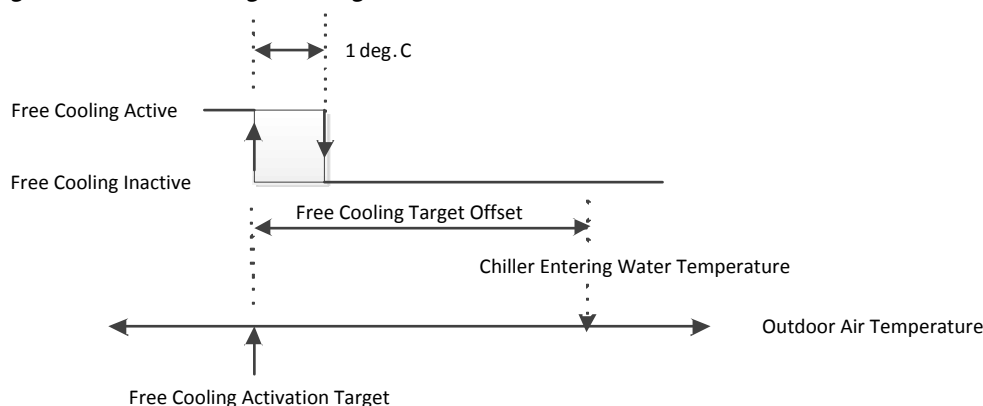 1 deg. C
Free Cooling Active
Free Cooling Inactive
Free Cooling Target Offset
Chiller Entering Water Temperature
Outdoor Air Temperature
Free Cooling Activation Target